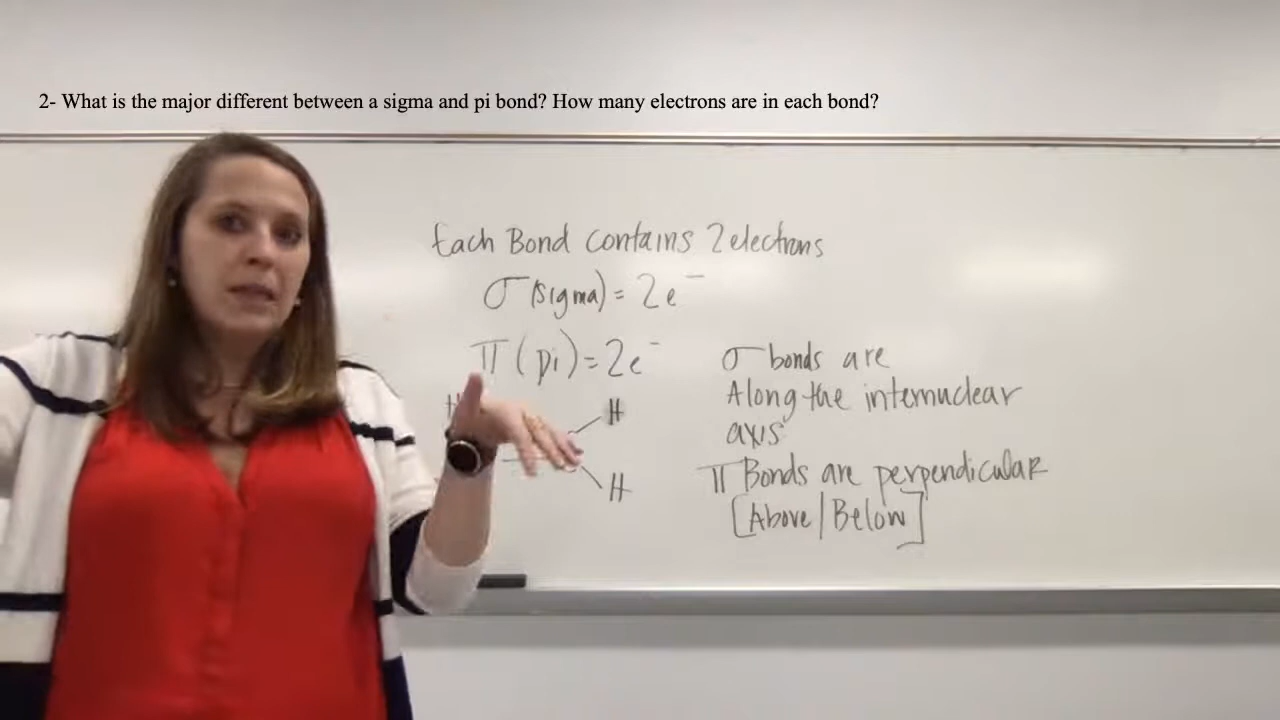 2- What is the major different between a sigma and pi bond? How many electrons are in each bond?
Each Bond contains 2 electrons
σ (sigma) = 2e⁻
π (pi) = 2e⁻
σ bonds are
Along the internuclear
axis
π Bonds are perpendicular
[Above/Below]
H
H
H